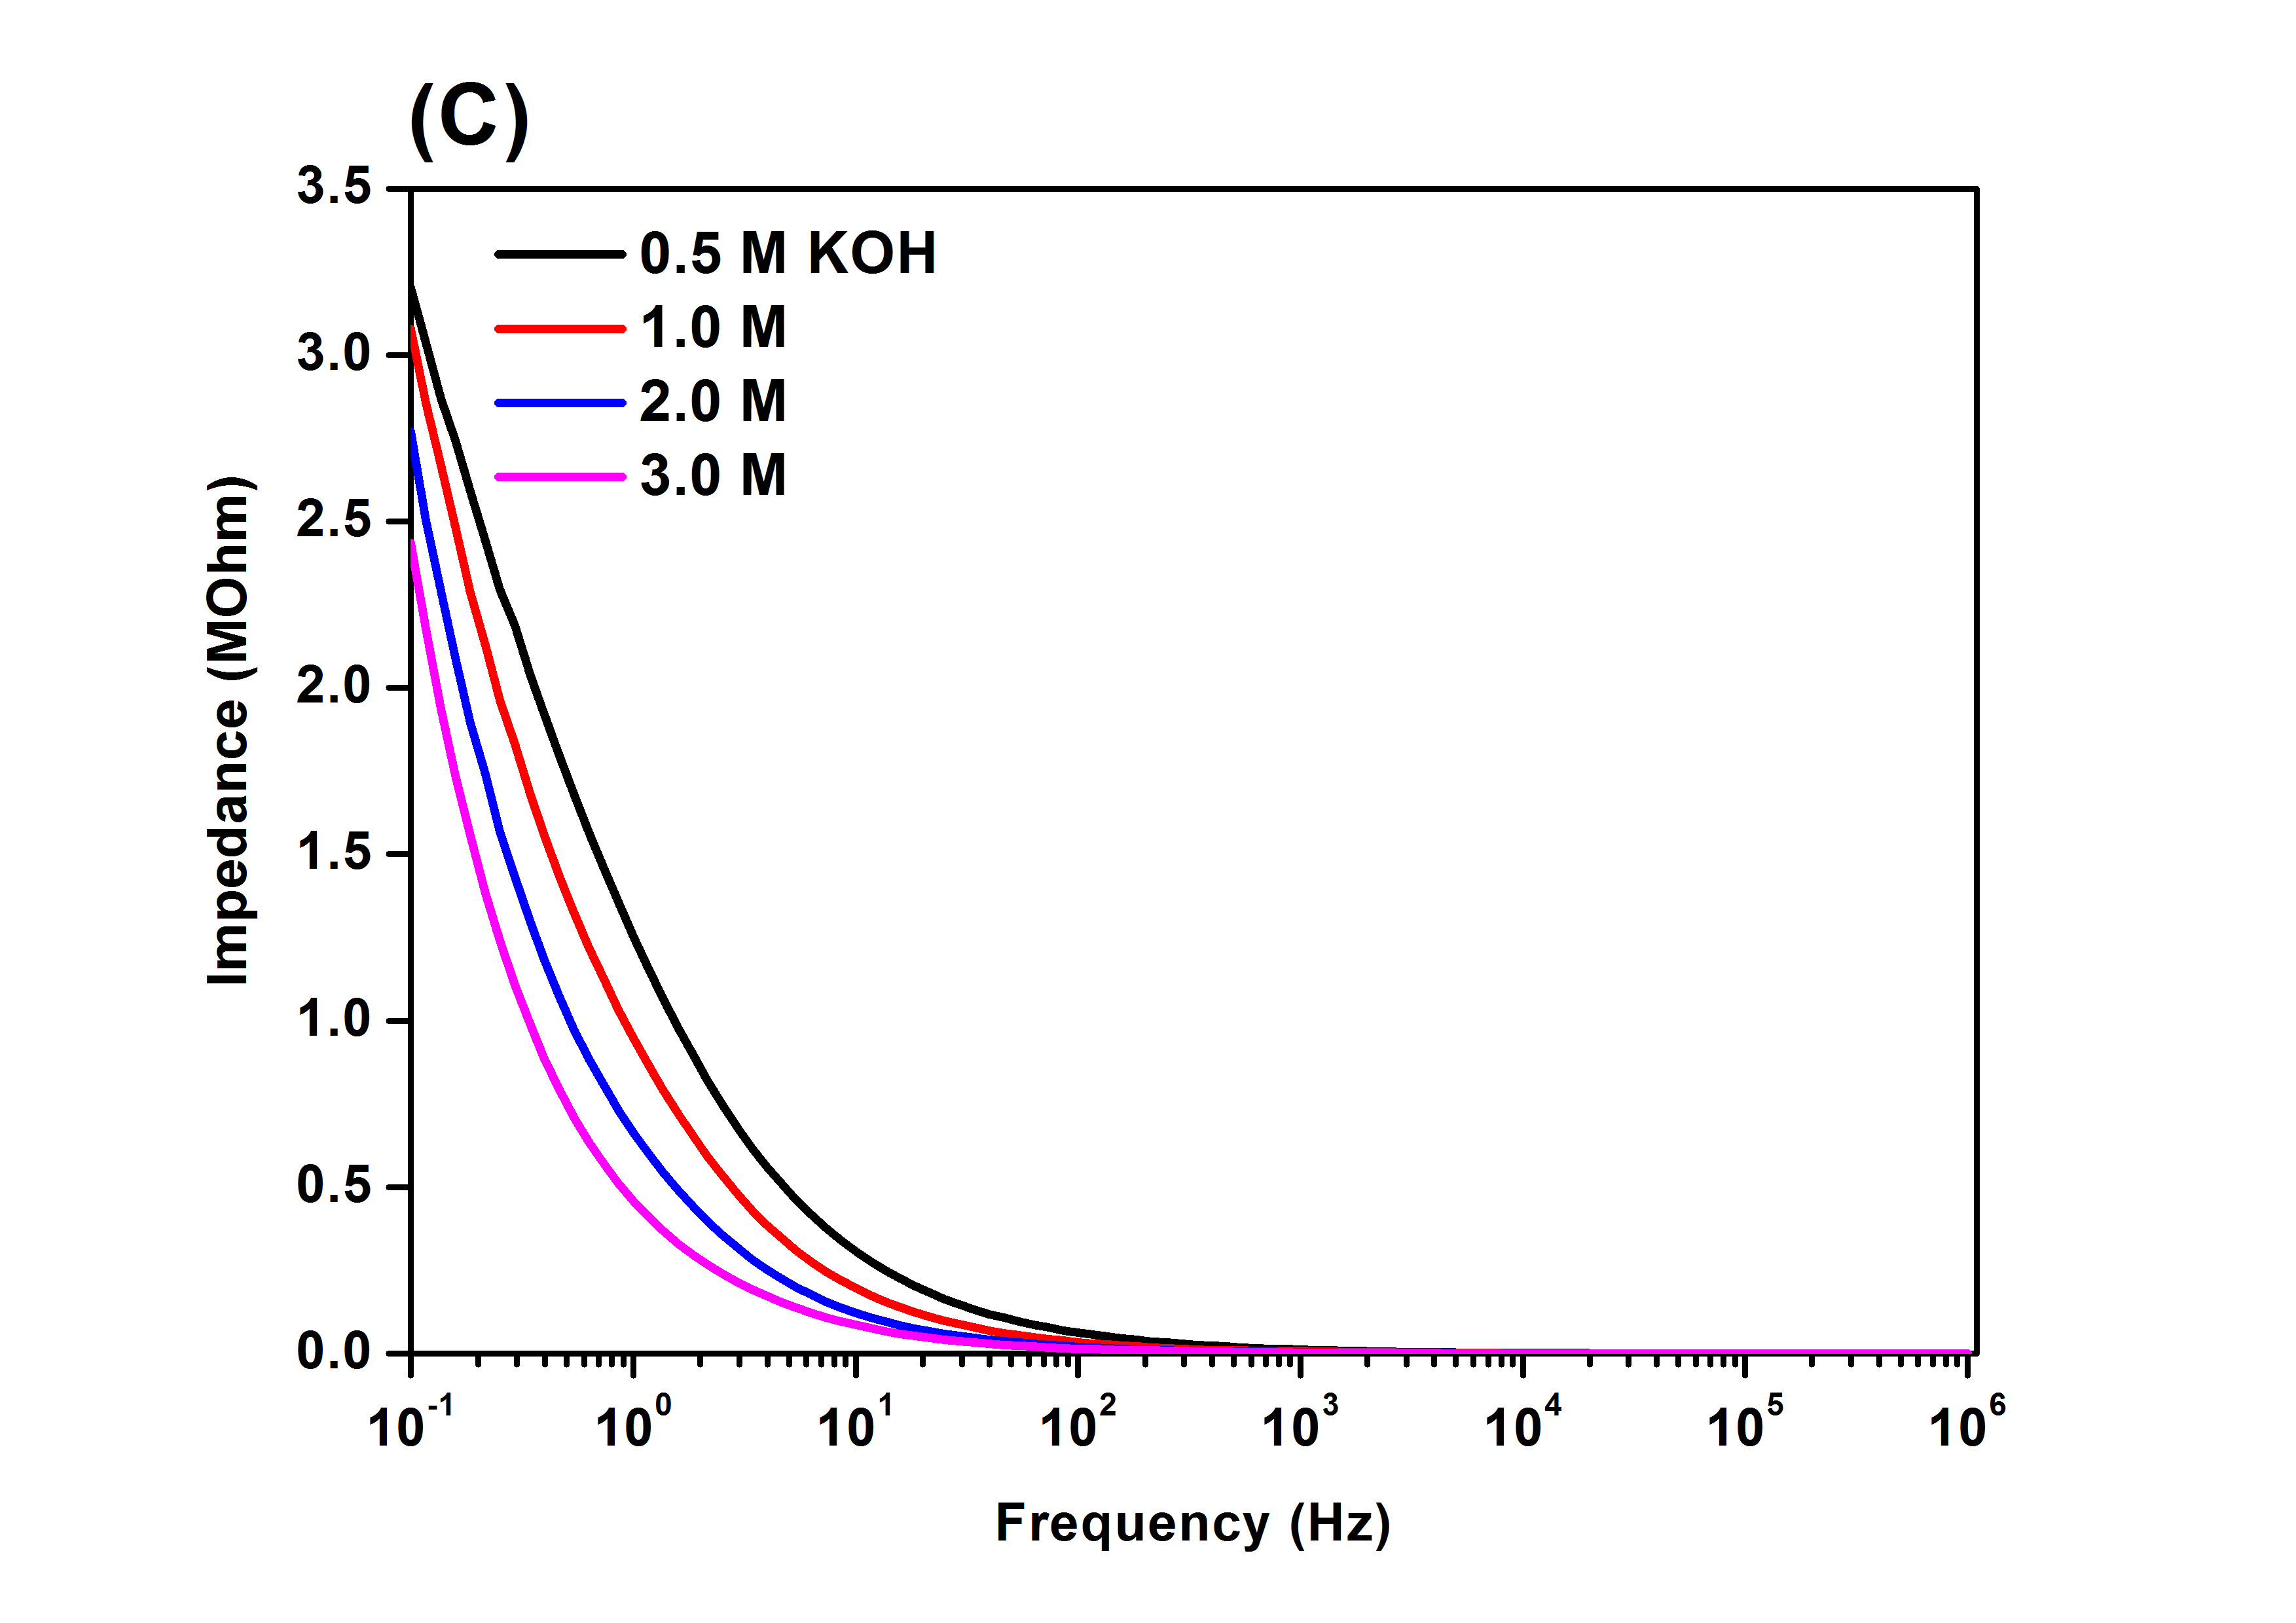 (C)
3.5
3.0
2.5
2.0
1.5
1.0
0.5
0.0
Impedance (MOhm)
0.5 M KOH
1.0 M
2.0 M
3.0 M
10⁻¹ 10⁰ 10¹ 10² 10³ 10⁴ 10⁵ 10⁶
Frequency (Hz)